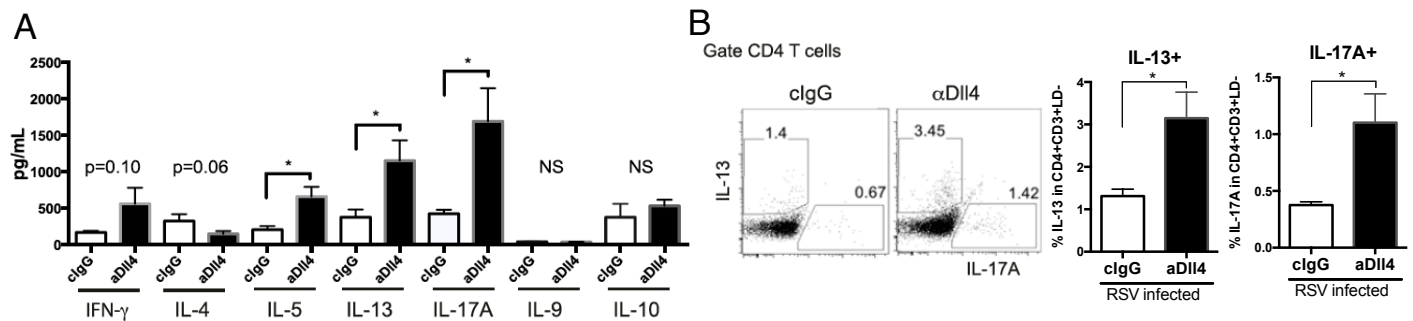 A
pg/mL
2500
2000
1500
1000
500
0
p=0.10
p=0.06
*
*
*
NS
NS
cIgG
aDll4
cIgG
aDll4
cIgG
aDll4
cIgG
aDll4
cIgG
aDll4
cIgG
aDll4
cIgG
aDll4
IFN-γ
IL-4
IL-5
IL-13
IL-17A
IL-9
IL-10
B
Gate CD4 T cells
cIgG
αDll4
1.4
0.67
3.45
1.42
IL-13
IL-17A
IL-13+
*
% IL-13 in CD4+CD3+LD-
4
3
2
1
0
cIgG
aDll4
RSV infected
IL-17A+
*
% IL-17A in CD4+CD3+LD-
1.5
1.0
0.5
0.0
cIgG
aDll4
RSV infected